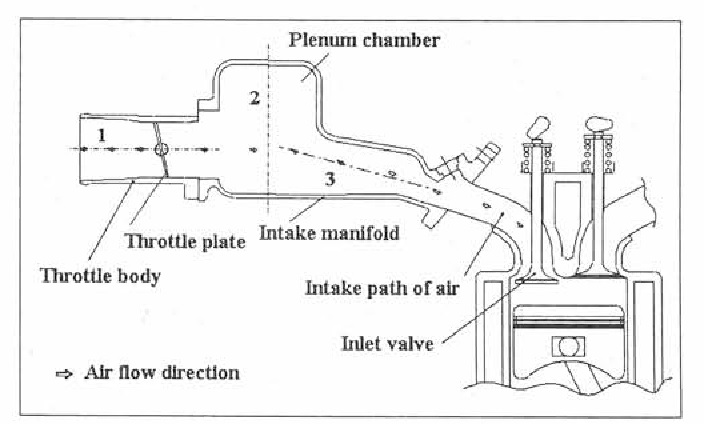 Plenum chamber
1
2
3
Throttle plate
Intake manifold
Throttle body
Intake path of air
Inlet valve
⇨ Air flow direction